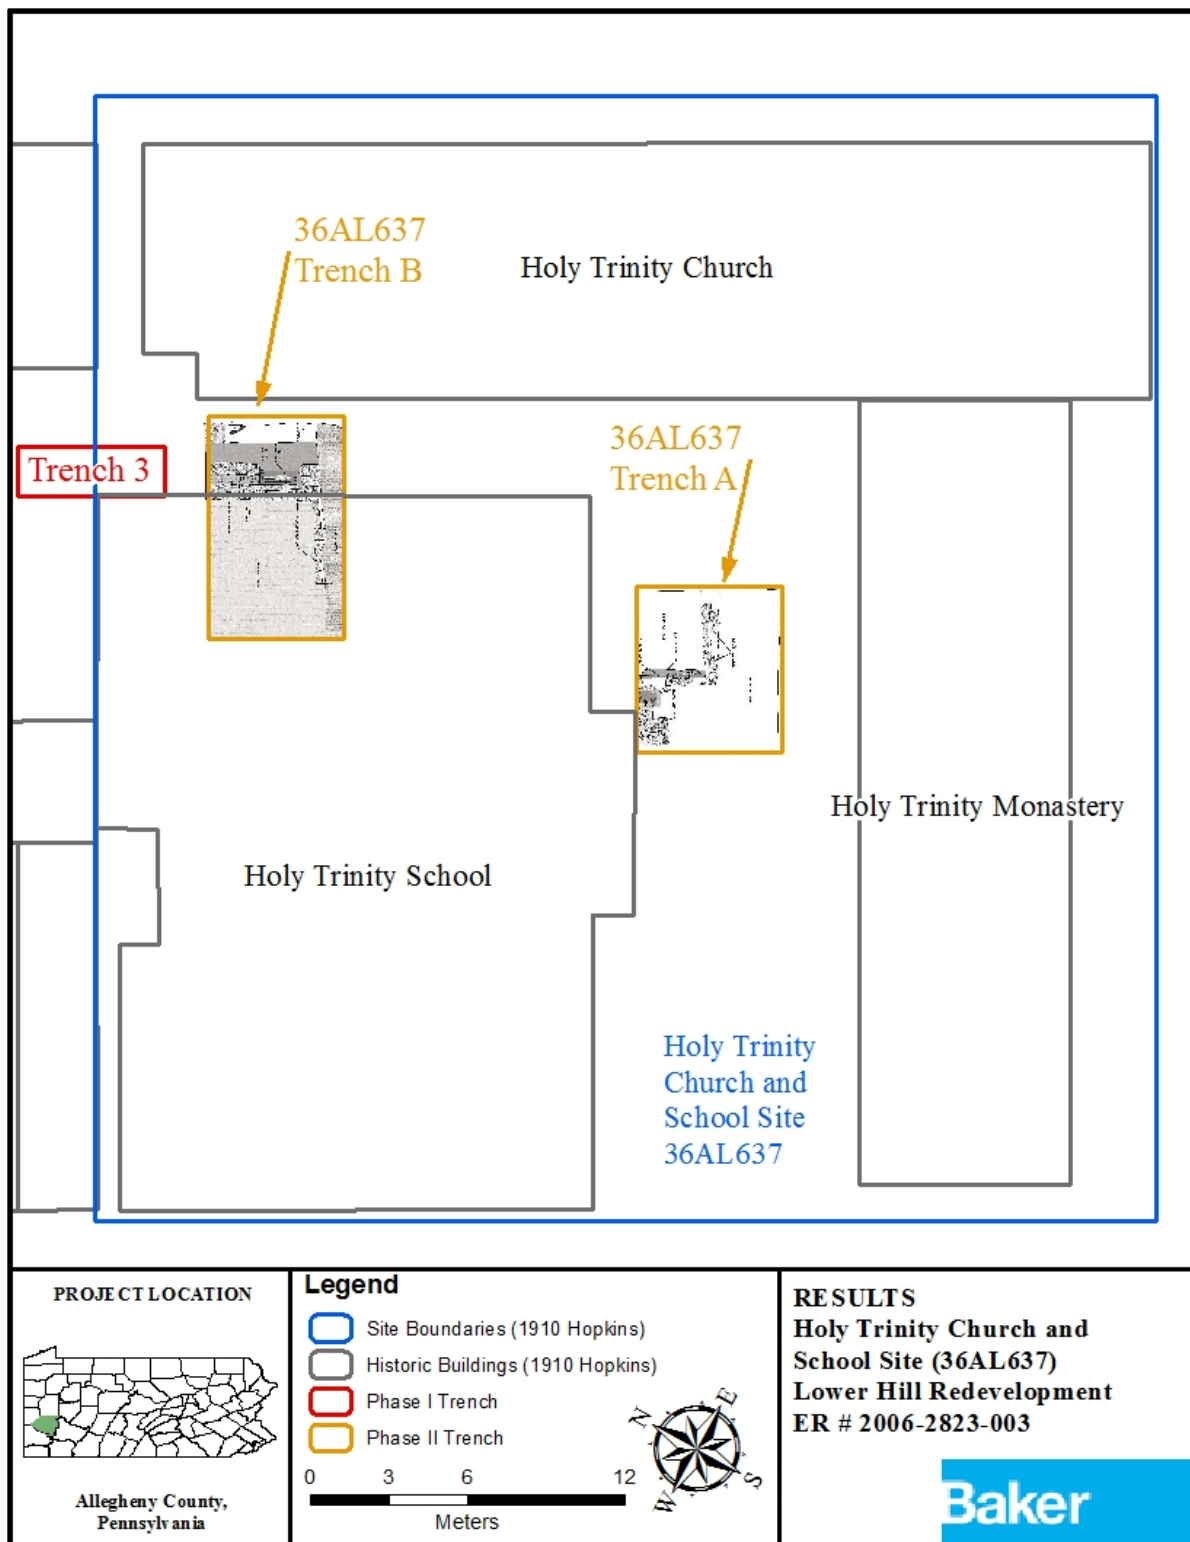 36AL637
Trench B
Holy Trinity Church
Trench 3
36AL637
Trench A
Holy Trinity Monastery
Holy Trinity School
Holy Trinity
Church and
School Site
36AL637
PROJECT LOCATION
Allegheny County,
Pennsylvania
Legend
Site Boundaries (1910 Hopkins)
Historic Buildings (1910 Hopkins)
Phase I Trench
Phase II Trench
0 3 6 12
Meters
N
E
W
S
RESULTS
Holy Trinity Church and
School Site (36AL637)
Lower Hill Redevelopment
ER # 2006-2823-003
Baker